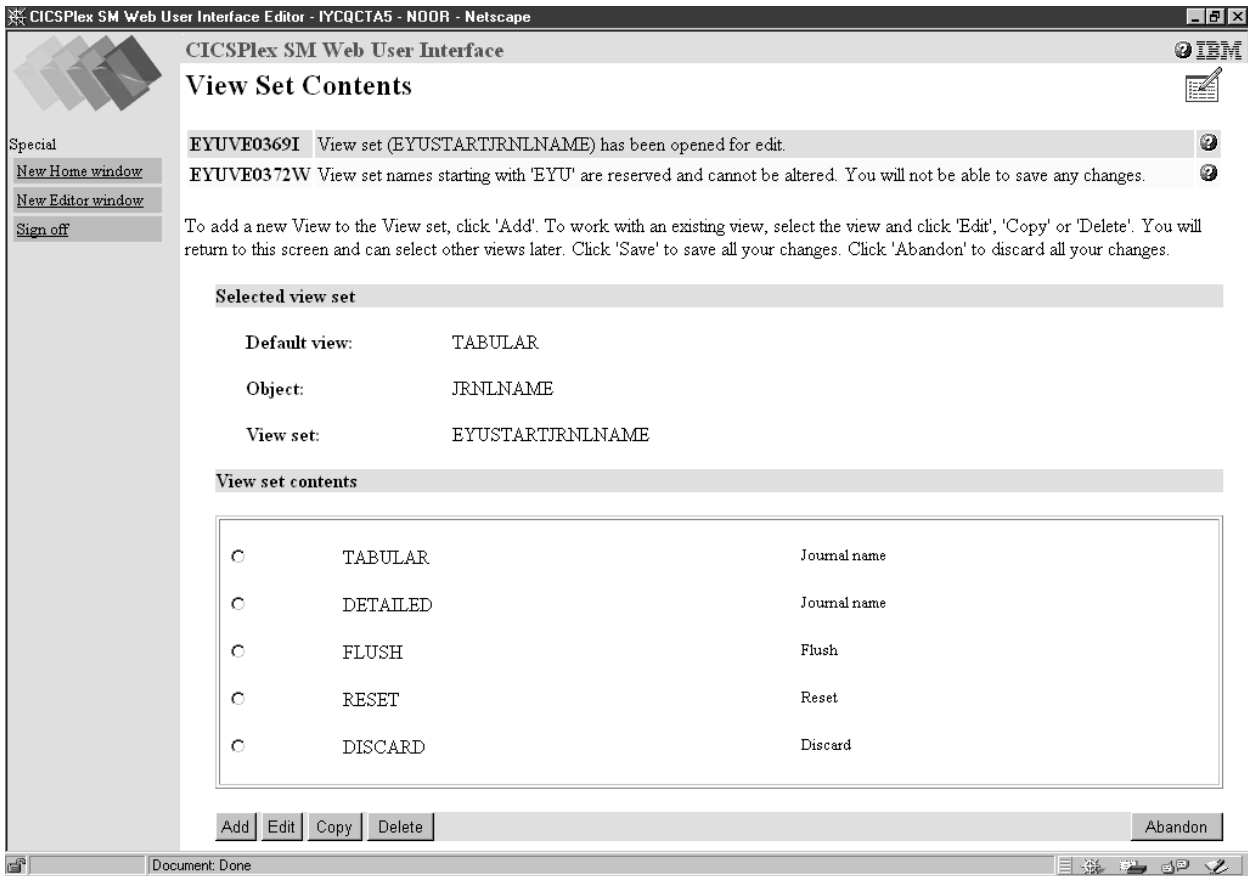 CICSPlex SM Web User Interface Editor - IYCQCTA5 - NOOR - Netscape
CICSPlex SM Web User Interface
IBM
View Set Contents
Special
New Home window
New Editor window
Sign off
EYUVE0369I View set (EYUSTARTJRNLNAME) has been opened for edit.
EYUVE0372W View set names starting with 'EYU' are reserved and cannot be altered. You will not be able to save any changes.
To add a new View to the View set, click 'Add'. To work with an existing view, select the view and click 'Edit', 'Copy' or 'Delete'. You will
return to this screen and can select other views later. Click 'Save' to save all your changes. Click 'Abandon' to discard all your changes.
Selected view set
Default view: TABULAR
Object: JRNLNAME
View set: EYUSTARTJRNLNAME
View set contents
TABULAR Journal name
DETAILED Journal name
FLUSH Flush
RESET Reset
DISCARD Discard
Add Edit Copy Delete Abandon
Document: Done